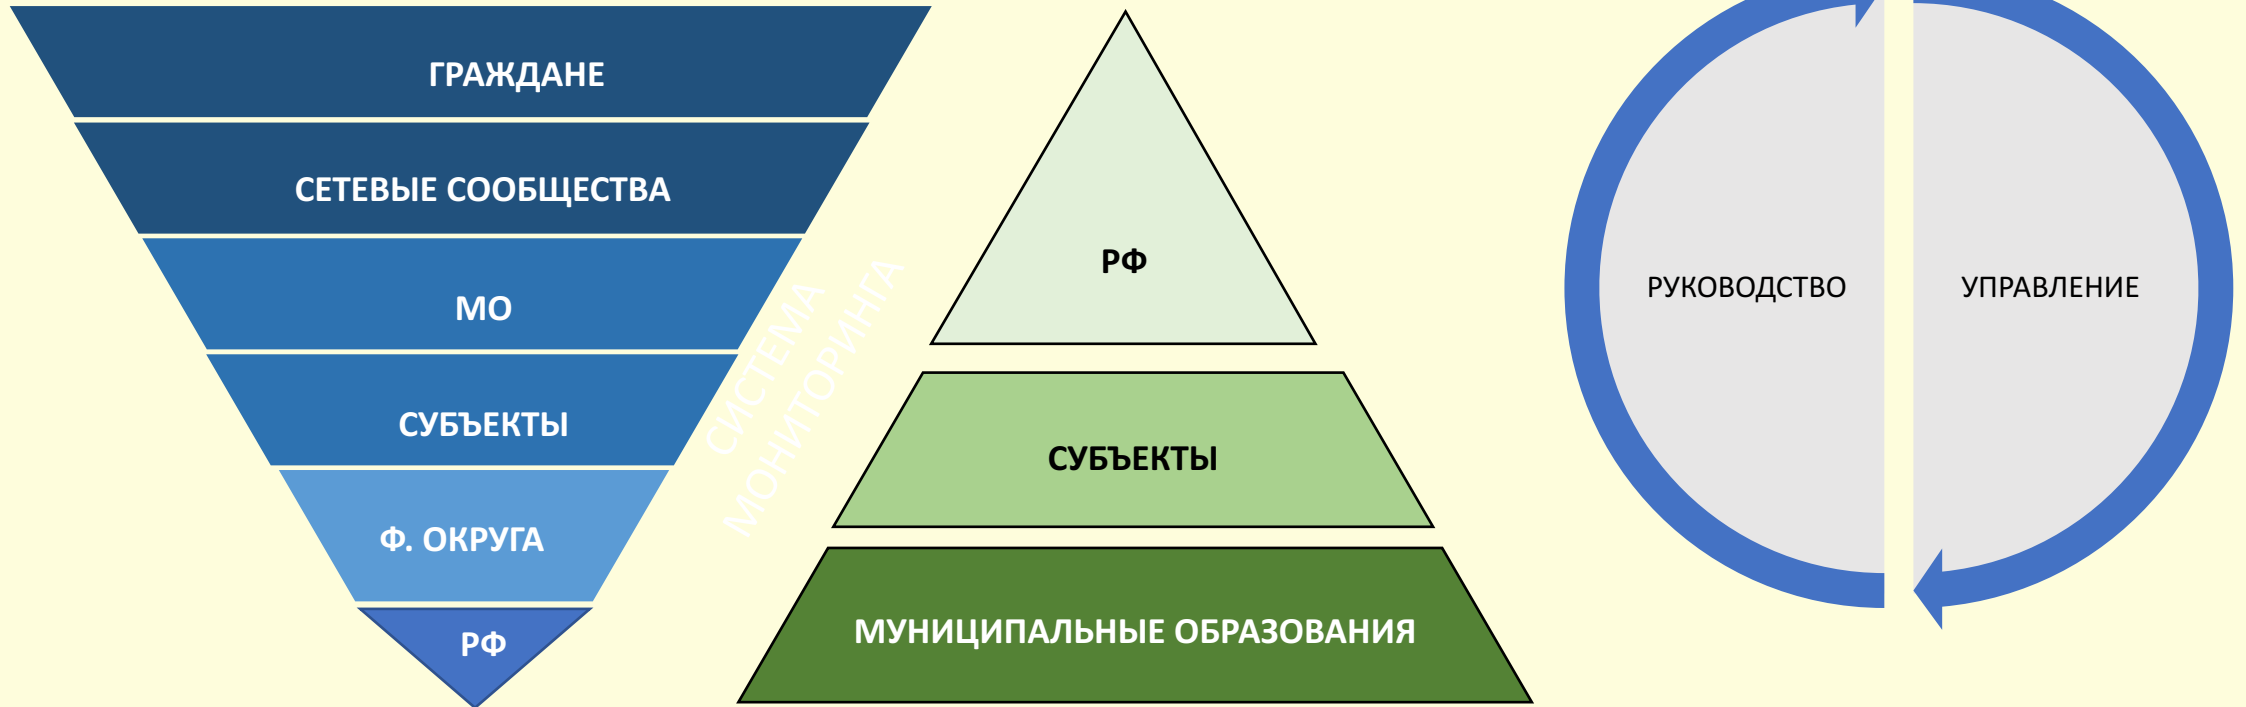 ГРАЖДАНЕ
СЕТЕВЫЕ СООБЩЕСТВА
МО
СУБЪЕКТЫ
Ф. ОКРУГА
РФ
СИСТЕМА
МОНИТОРИНГА
РФ
СУБЪЕКТЫ
МУНИЦИПАЛЬНЫЕ ОБРАЗОВАНИЯ
РУКОВОДСТВО
УПРАВЛЕНИЕ